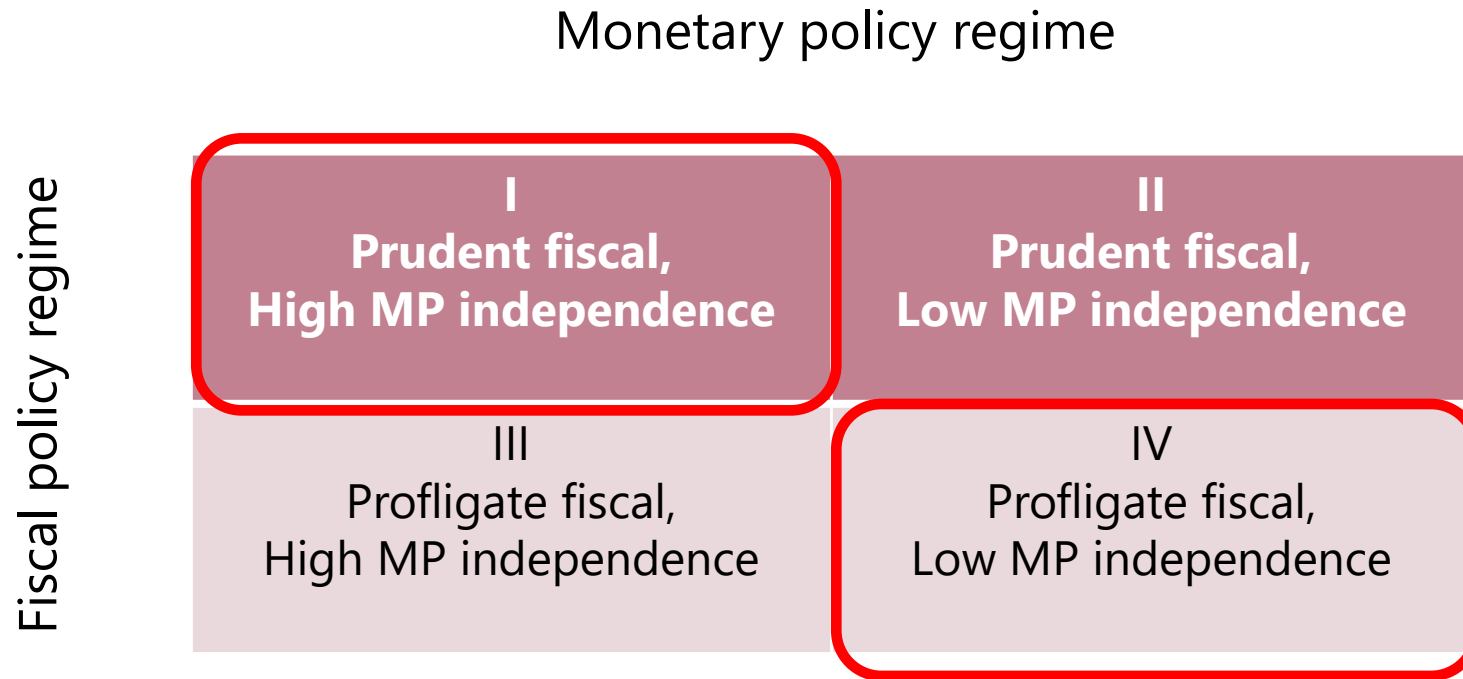 Monetary policy regime
Fiscal policy regime
I
Prudent fiscal,
High MP independence
II
Prudent fiscal,
Low MP independence
III
Profligate fiscal,
High MP independence
IV
Profligate fiscal,
Low MP independence